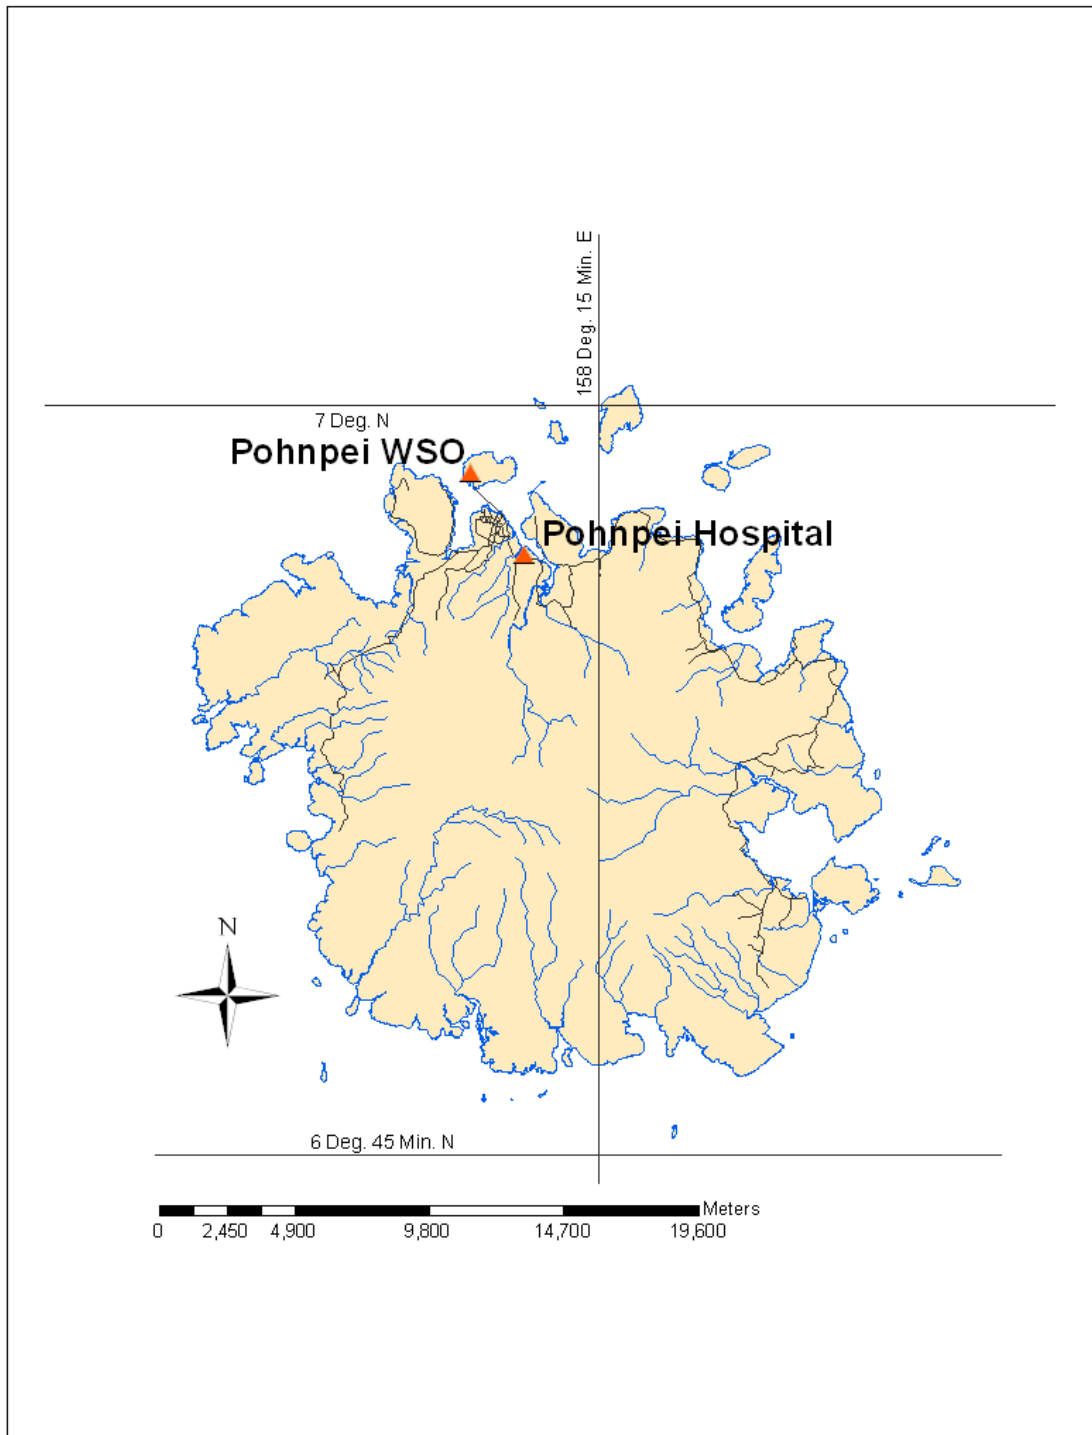 158 Deg. 15 Min. E
7 Deg. N
Pohnpei WSO
Pohnpei Hospital
N
6 Deg. 45 Min. N
Meters
0 2,450 4,900 9,800 14,700 19,600